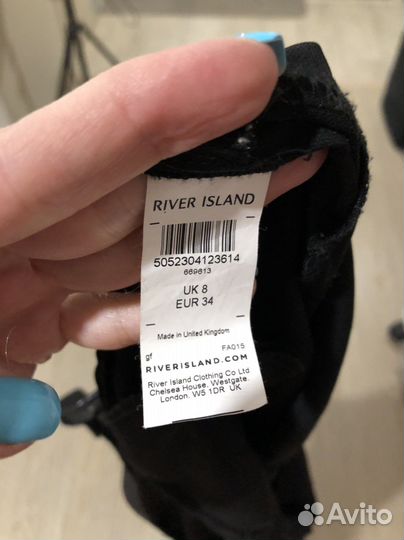 RIVER ISLAND
5052304123614
669613
UK 8
EUR 34
Made in United Kingdom
gf FA015
RIVERISLAND.COM
River Island Clothing Co Ltd
Chelsea House, Westgate,
London. W5 1DR UK
Avito